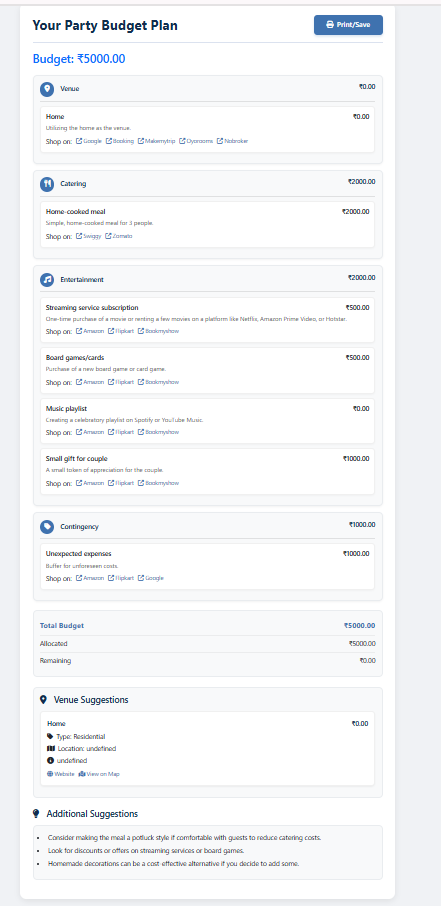 Your Party Budget Plan
Print/Save
Budget: ₹5000.00
Venue ₹0.00
Home ₹0.00
Utilizing the home as the venue.
Shop on: Google Booking Makemytrip Oyorooms Nobroker
Catering ₹2000.00
Home-cooked meal ₹2000.00
Simple, home-cooked meal for 3 people.
Shop on: Swiggy Zomato
Entertainment ₹2000.00
Streaming service subscription ₹500.00
One-time purchase of a movie or renting a few movies on a platform like Netflix, Amazon Prime Video, or Hotstar.
Shop on: Amazon Flipkart Bookmyshow
Board games/cards ₹500.00
Purchase of a new board game or card game.
Shop on: Amazon Flipkart Bookmyshow
Music playlist ₹0.00
Creating a celebratory playlist on Spotify or YouTube Music.
Shop on: Amazon Flipkart Bookmyshow
Small gift for couple ₹1000.00
A small token of appreciation for the couple.
Shop on: Amazon Flipkart Bookmyshow
Contingency ₹1000.00
Unexpected expenses ₹1000.00
Buffer for unforeseen costs.
Shop on: Amazon Flipkart Google
Total Budget ₹5000.00
Allocated ₹5000.00
Remaining ₹0.00
Venue Suggestions
Home ₹0.00
Type: Residential
Location: undefined
undefined
Website View on Map
Additional Suggestions
• Consider making the meal a potluck style if comfortable with guests to reduce catering costs.
• Look for discounts or offers on streaming services or board games.
• Homemade decorations can be a cost-effective alternative if you decide to add some.